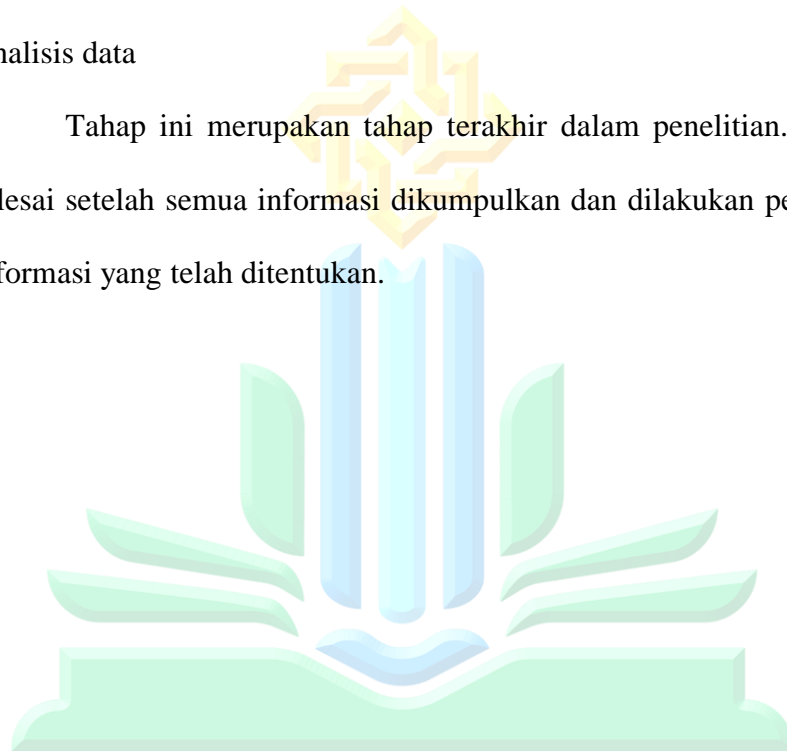 nalisis data
Tahap ini merupakan tahap terakhir dalam penelitian.
lesai setelah semua informasi dikumpulkan dan dilakukan pe
formasi yang telah ditentukan.